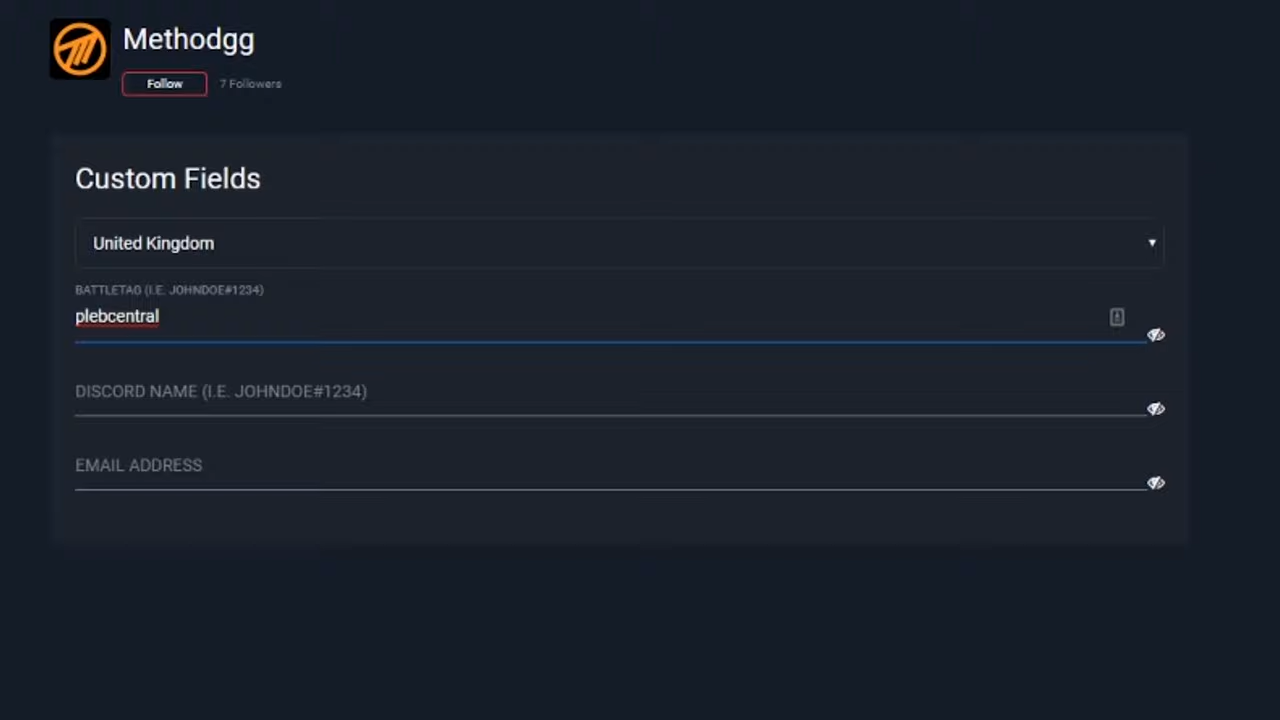 Methodgg
Follow 7 Followers
Custom Fields
United Kingdom
BATTLETAG (I.E. JOHNDOE#1234)
plebcentral
DISCORD NAME (I.E. JOHNDOE#1234)
EMAIL ADDRESS